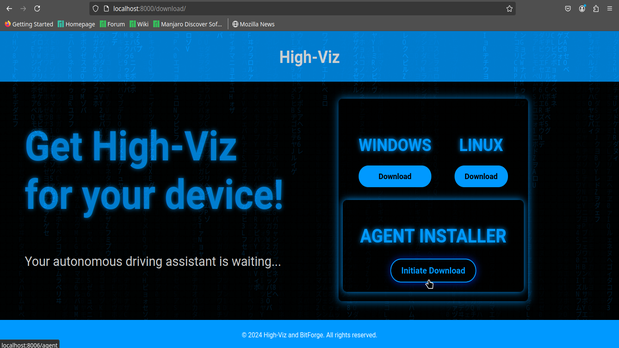 localhost:8000/download/
Getting Started Homepage Forum Wiki Manjaro Discover Sof... Mozilla News
High-Viz
Get High-Viz
for your device!
Your autonomous driving assistant is waiting...
WINDOWS LINUX
Download Download
AGENT INSTALLER
Initiate Download
© 2024 High-Viz and BitForge. All rights reserved.
localhost:8006/agent